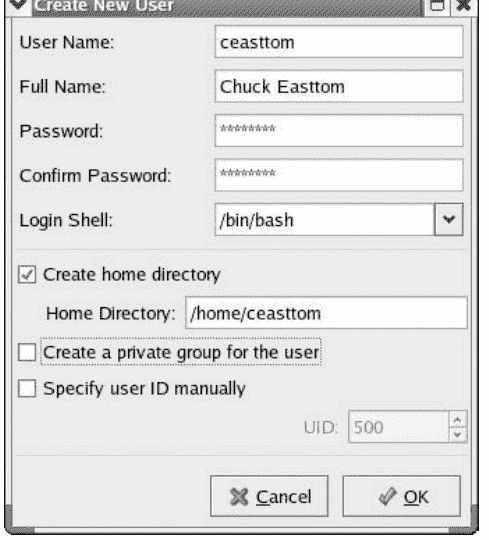 Create New User
User Name: ceasttom
Full Name: Chuck Easttom
Password: ********
Confirm Password: ********
Login Shell: /bin/bash
Create home directory
Home Directory: /home/ceasttom
Create a private group for the user
Specify user ID manually
UID: 500
Cancel OK